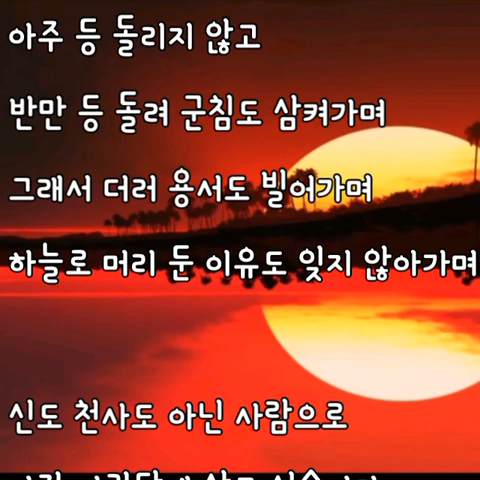 아주 등 돌리지 않고
반만 등 돌려 군침도 삼켜가며
그래서 더러 용서도 빌어가며
하늘로 머리 둔 이유도 잊지 않아가며
신도 천사도 아닌 사람으로